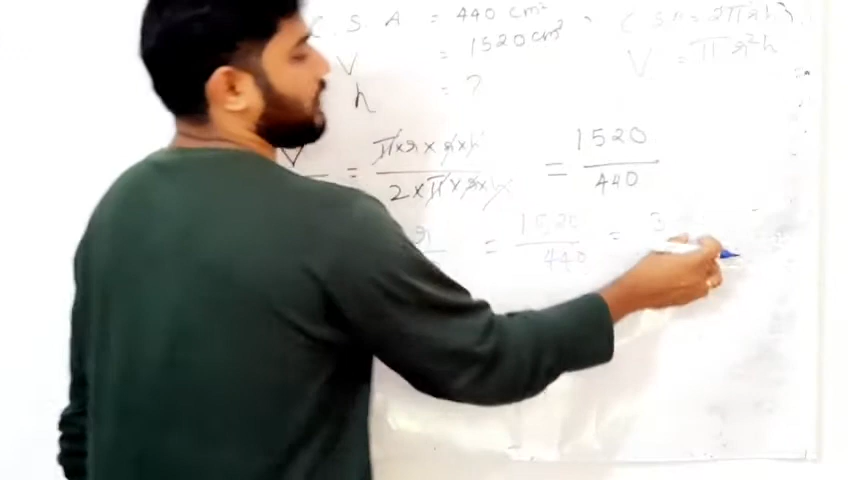 C S A = 440 cm² C S A = 2πrh
V = 1520 cm³ V = πr²h
h = ?
V = π×r×r×h / 2×π×r×h = 1520 / 440
r = 1520 / 440 = 3